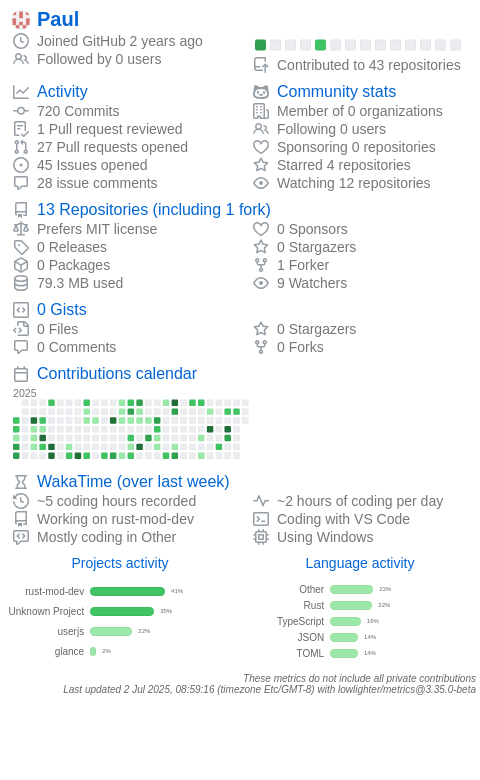 Paul
Joined GitHub 2 years ago
Followed by 0 users
Contributed to 43 repositories
Activity
720 Commits
1 Pull request reviewed
27 Pull requests opened
45 Issues opened
28 issue comments
Community stats
Member of 0 organizations
Following 0 users
Sponsoring 0 repositories
Starred 4 repositories
Watching 12 repositories
13 Repositories (including 1 fork)
Prefers MIT license
0 Releases
0 Packages
79.3 MB used
0 Sponsors
0 Stargazers
1 Forker
9 Watchers
0 Gists
0 Files
0 Comments
0 Stargazers
0 Forks
Contributions calendar
2025
WakaTime (over last week)
~5 coding hours recorded
Working on rust-mod-dev
Mostly coding in Other
~2 hours of coding per day
Coding with VS Code
Using Windows
Projects activity
rust-mod-dev 41%
Unknown Project 35%
userjs 22%
glance 2%
Language activity
Other 23%
Rust 22%
TypeScript 16%
JSON 14%
TOML 14%
These metrics do not include all private contributions
Last updated 2 Jul 2025, 08:59:16 (timezone Etc/GMT-8) with lowlighter/metrics@3.35.0-beta